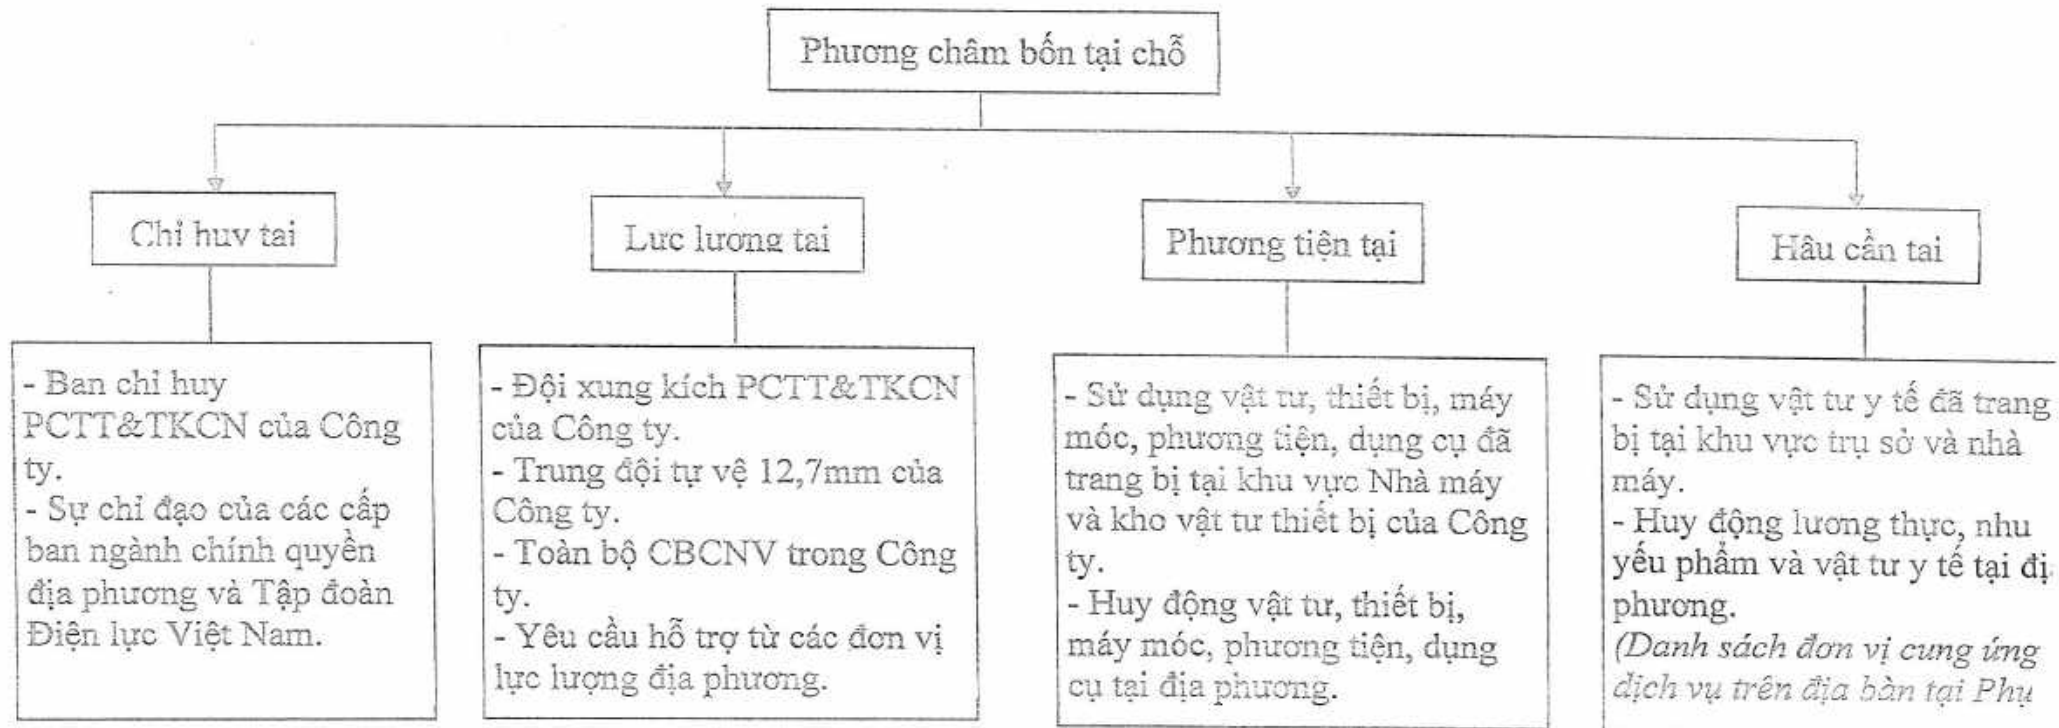 Phương châm bốn tại chỗ
Chỉ huy tai
Lưc lương tai
Phương tiện tại
Hâu cần tai
- Ban chỉ huy
PCTT&TKCN của Công
ty.
- Sự chỉ đạo của các cấp
ban ngành chính quyền
địa phương và Tập đoàn
Điện lực Việt Nam.
- Đội xung kích PCTT&TKCN
của Công ty.
- Trung đội tự vệ 12,7mm của
Công ty.
- Toàn bộ CBCNV trong Công
ty.
- Yêu cầu hỗ trợ từ các đơn vị
lực lượng địa phương.
- Sử dụng vật tư, thiết bị, máy
móc, phương tiện, dụng cụ đã
trang bị tại khu vực Nhà máy
và kho vật tư thiết bị của Công
ty.
- Huy động vật tư, thiết bị,
máy móc, phương tiện, dụng
cụ tại địa phương.
- Sử dụng vật tư y tế đã trang
bị tại khu vực trụ sở và nhà
máy.
- Huy động lương thực, nhu
yếu phẩm và vật tư y tế tại đị
phương.
(Danh sách đơn vị cung ứng
dịch vụ trên địa bàn tại Phụ